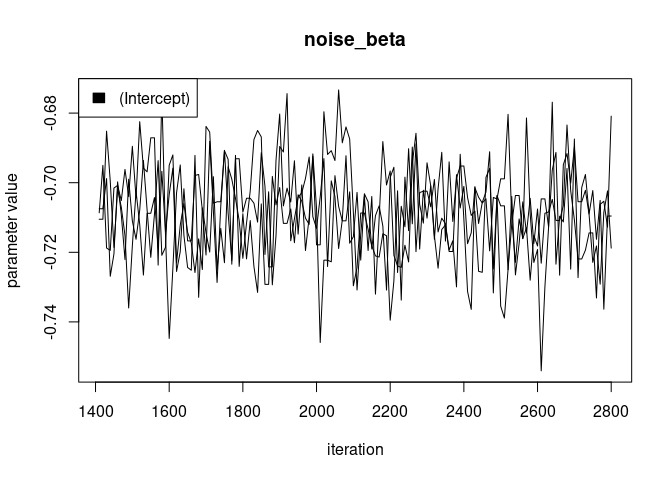 noise_beta
(Intercept)
-0.68
-0.70
-0.72
-0.74
parameter value
1400 1600 1800 2000 2200 2400 2600 2800
iteration